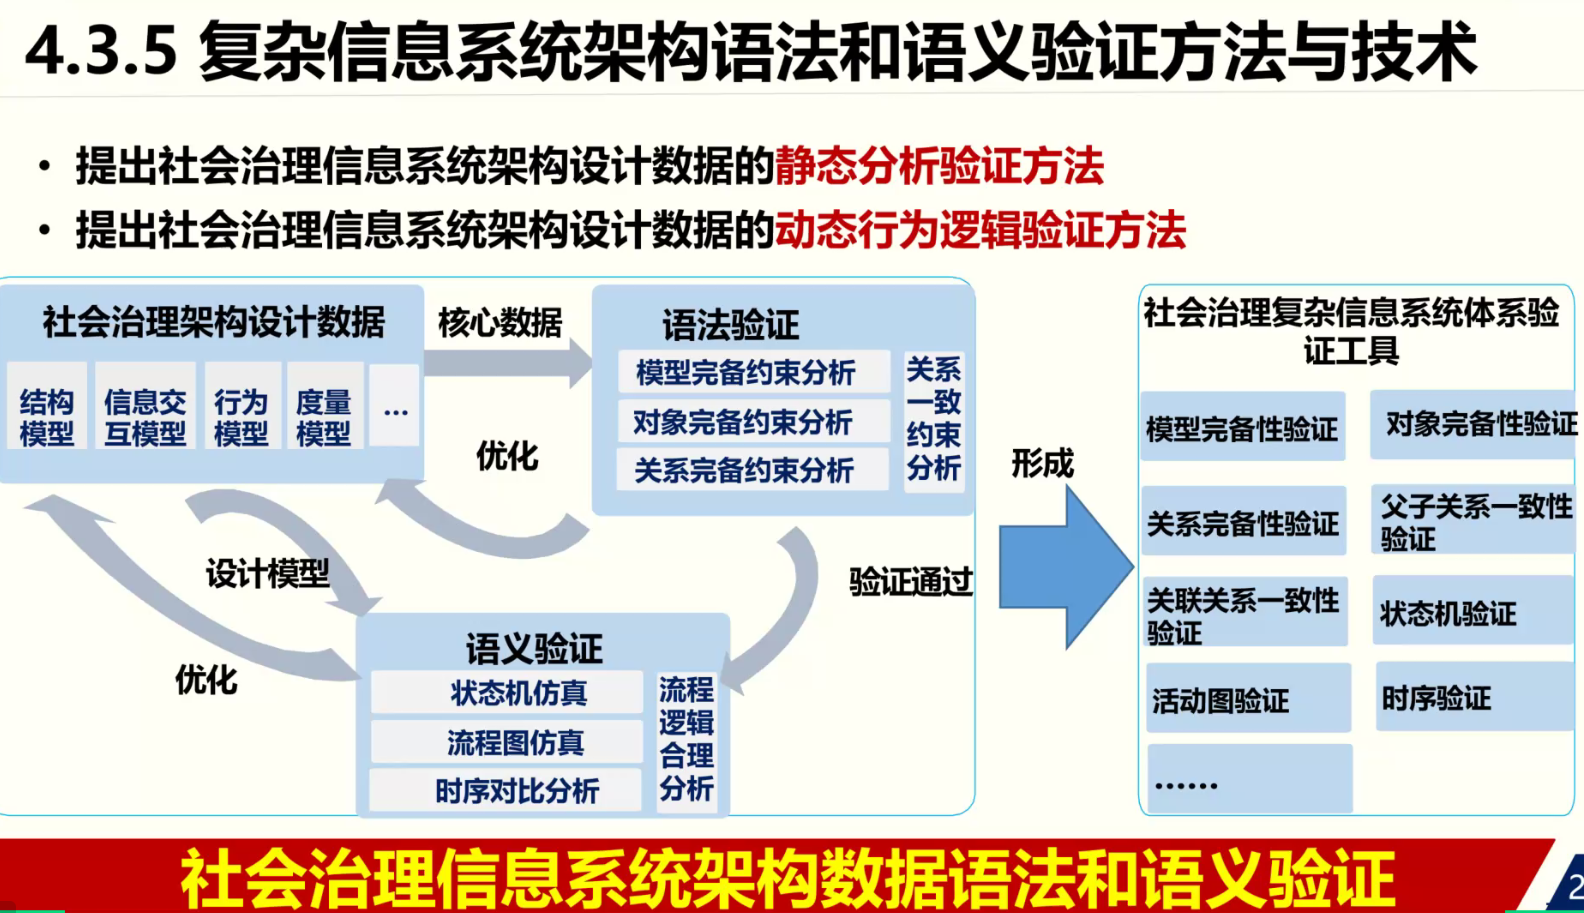 4.3.5 复杂信息系统架构语法和语义验证方法与技术
• 提出社会治理信息系统架构设计数据的静态分析验证方法
• 提出社会治理信息系统架构设计数据的动态行为逻辑验证方法
社会治理架构设计数据
结构
模型
信息交
互模型
行为
模型
度量
模型
...
核心数据
优化
语法验证
模型完备约束分析
对象完备约束分析
关系完备约束分析
关系
一致
约束
分析
设计模型
优化
验证通过
语义验证
状态机仿真
流程图仿真
时序对比分析
流程
逻辑
合理
分析
形成
社会治理复杂信息系统体系验
证工具
模型完备性验证
对象完备性验证
关系完备性验证
父子关系一致性
验证
关联关系一致性
验证
状态机验证
活动图验证
时序验证
......
社会治理信息系统架构数据语法和语义验证
2